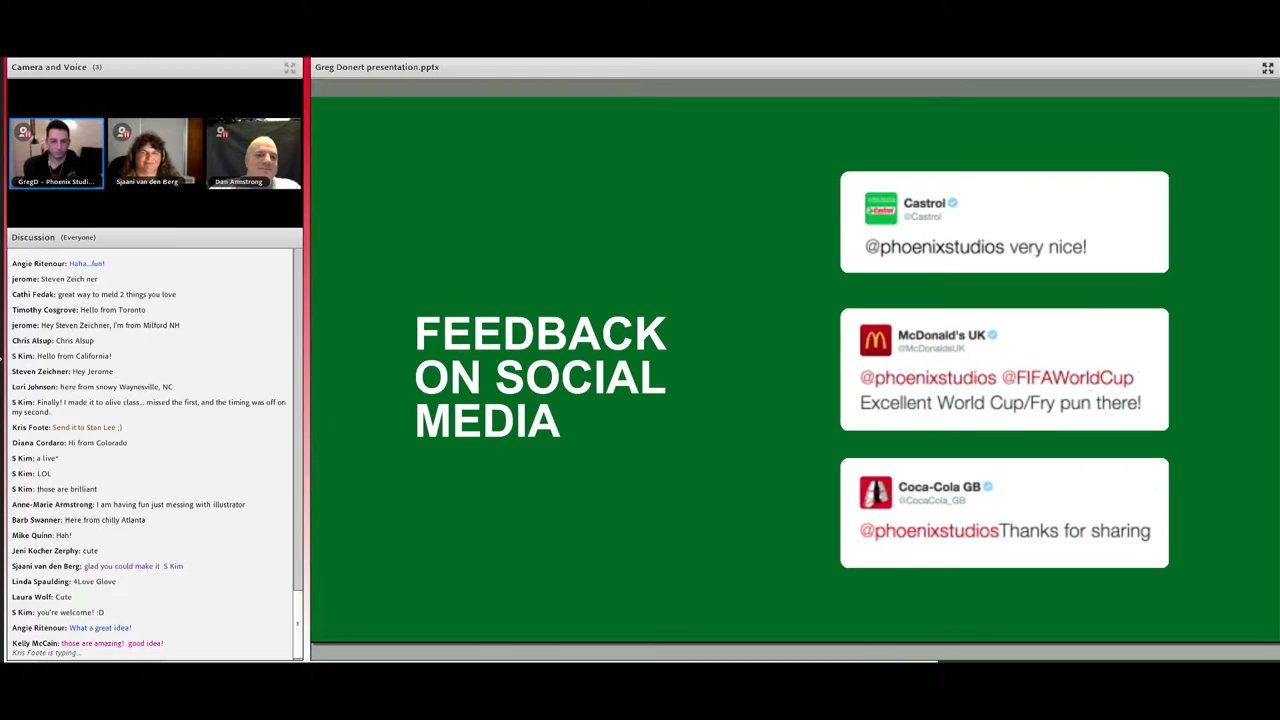 Camera and Voice (3)
GregD - Phoenix Studi...
Sjaani van den Berg
Dan Armstrong
Discussion (Everyone)
Angie Ritenour: Haha...fun!
jerome: Steven Zeich ner
Cathi Fedak: great way to meld 2 things you love
Timothy Cosgrove: Hello from Toronto
jerome: Hey Steven Zeichner, I'm from Milford NH
Chris Alsup: Chris Alsup
S Kim: Hello from California!
Steven Zeichner: Hey Jerome
Lori Johnson: here from snowy Waynesville, NC
S Kim: Finally! I made it to alive class... missed the first, and the timing was off on
my second.
Kris Foote: Send it to Stan Lee ;)
Diana Cordaro: Hi from Colorado
S Kim: a live*
S Kim: LOL
S Kim: those are brilliant
Anne-Marie Armstrong: I am having fun just messing with illustrator
Barb Swanner: Here from chilly Atlanta
Mike Quinn: Hah!
Jeni Kocher Zerphy: cute
Sjaani van den Berg: glad you could make it  S Kim
Linda Spaulding: 4Love Glove
Laura Wolf: Cute
S Kim: you're welcome! :D
Angie Ritenour: What a great idea!
Kelly McCain: those are amazing!  good idea!
Kris Foote is typing...
Greg Donert presentation.pptx
FEEDBACK
ON SOCIAL
MEDIA
Castrol
@Castrol
@phoenixstudios very nice!
McDonald's UK
@McDonaldsUK
@phoenixstudios @FIFAWorldCup
Excellent World Cup/Fry pun there!
Coca-Cola GB
@CocaCola_GB
@phoenixstudiosThanks for sharing